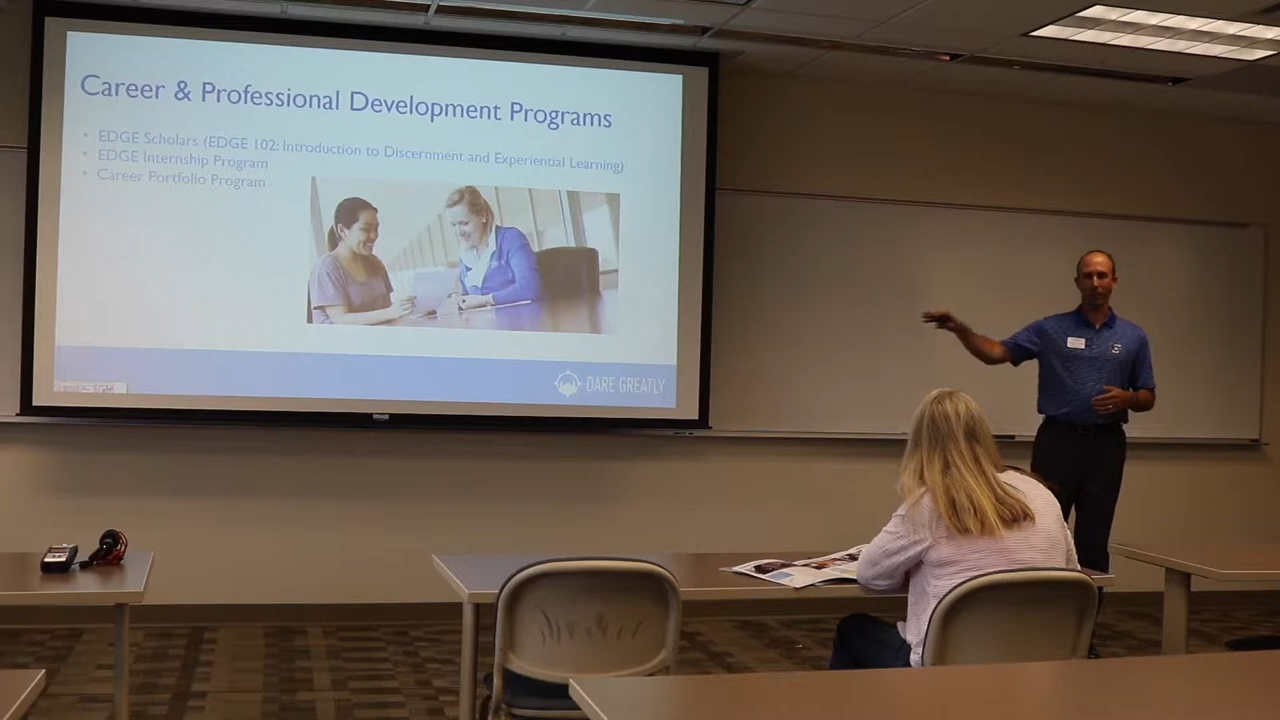 Career & Professional Development Programs
• EDGE Scholars (EDGE 102: Introduction to Discernment and Experiential Learning)
• EDGE Internship Program
• Career Portfolio Program
DARE GREATLY